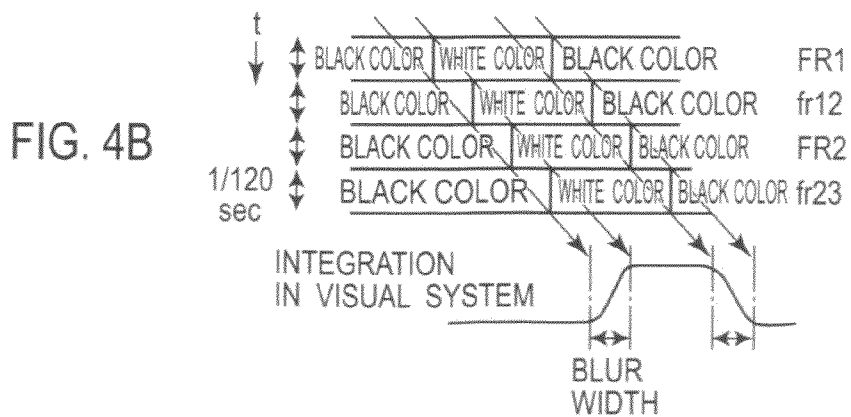 t
BLACK COLOR WHITE COLOR BLACK COLOR FR1
BLACK COLOR WHITE COLOR BLACK COLOR fr12
FIG. 4B
BLACK COLOR WHITE COLOR BLACK COLOR FR2
1/120
sec
BLACK COLOR WHITE COLOR BLACK COLOR fr23
INTEGRATION
IN VISUAL SYSTEM
BLUR
WIDTH